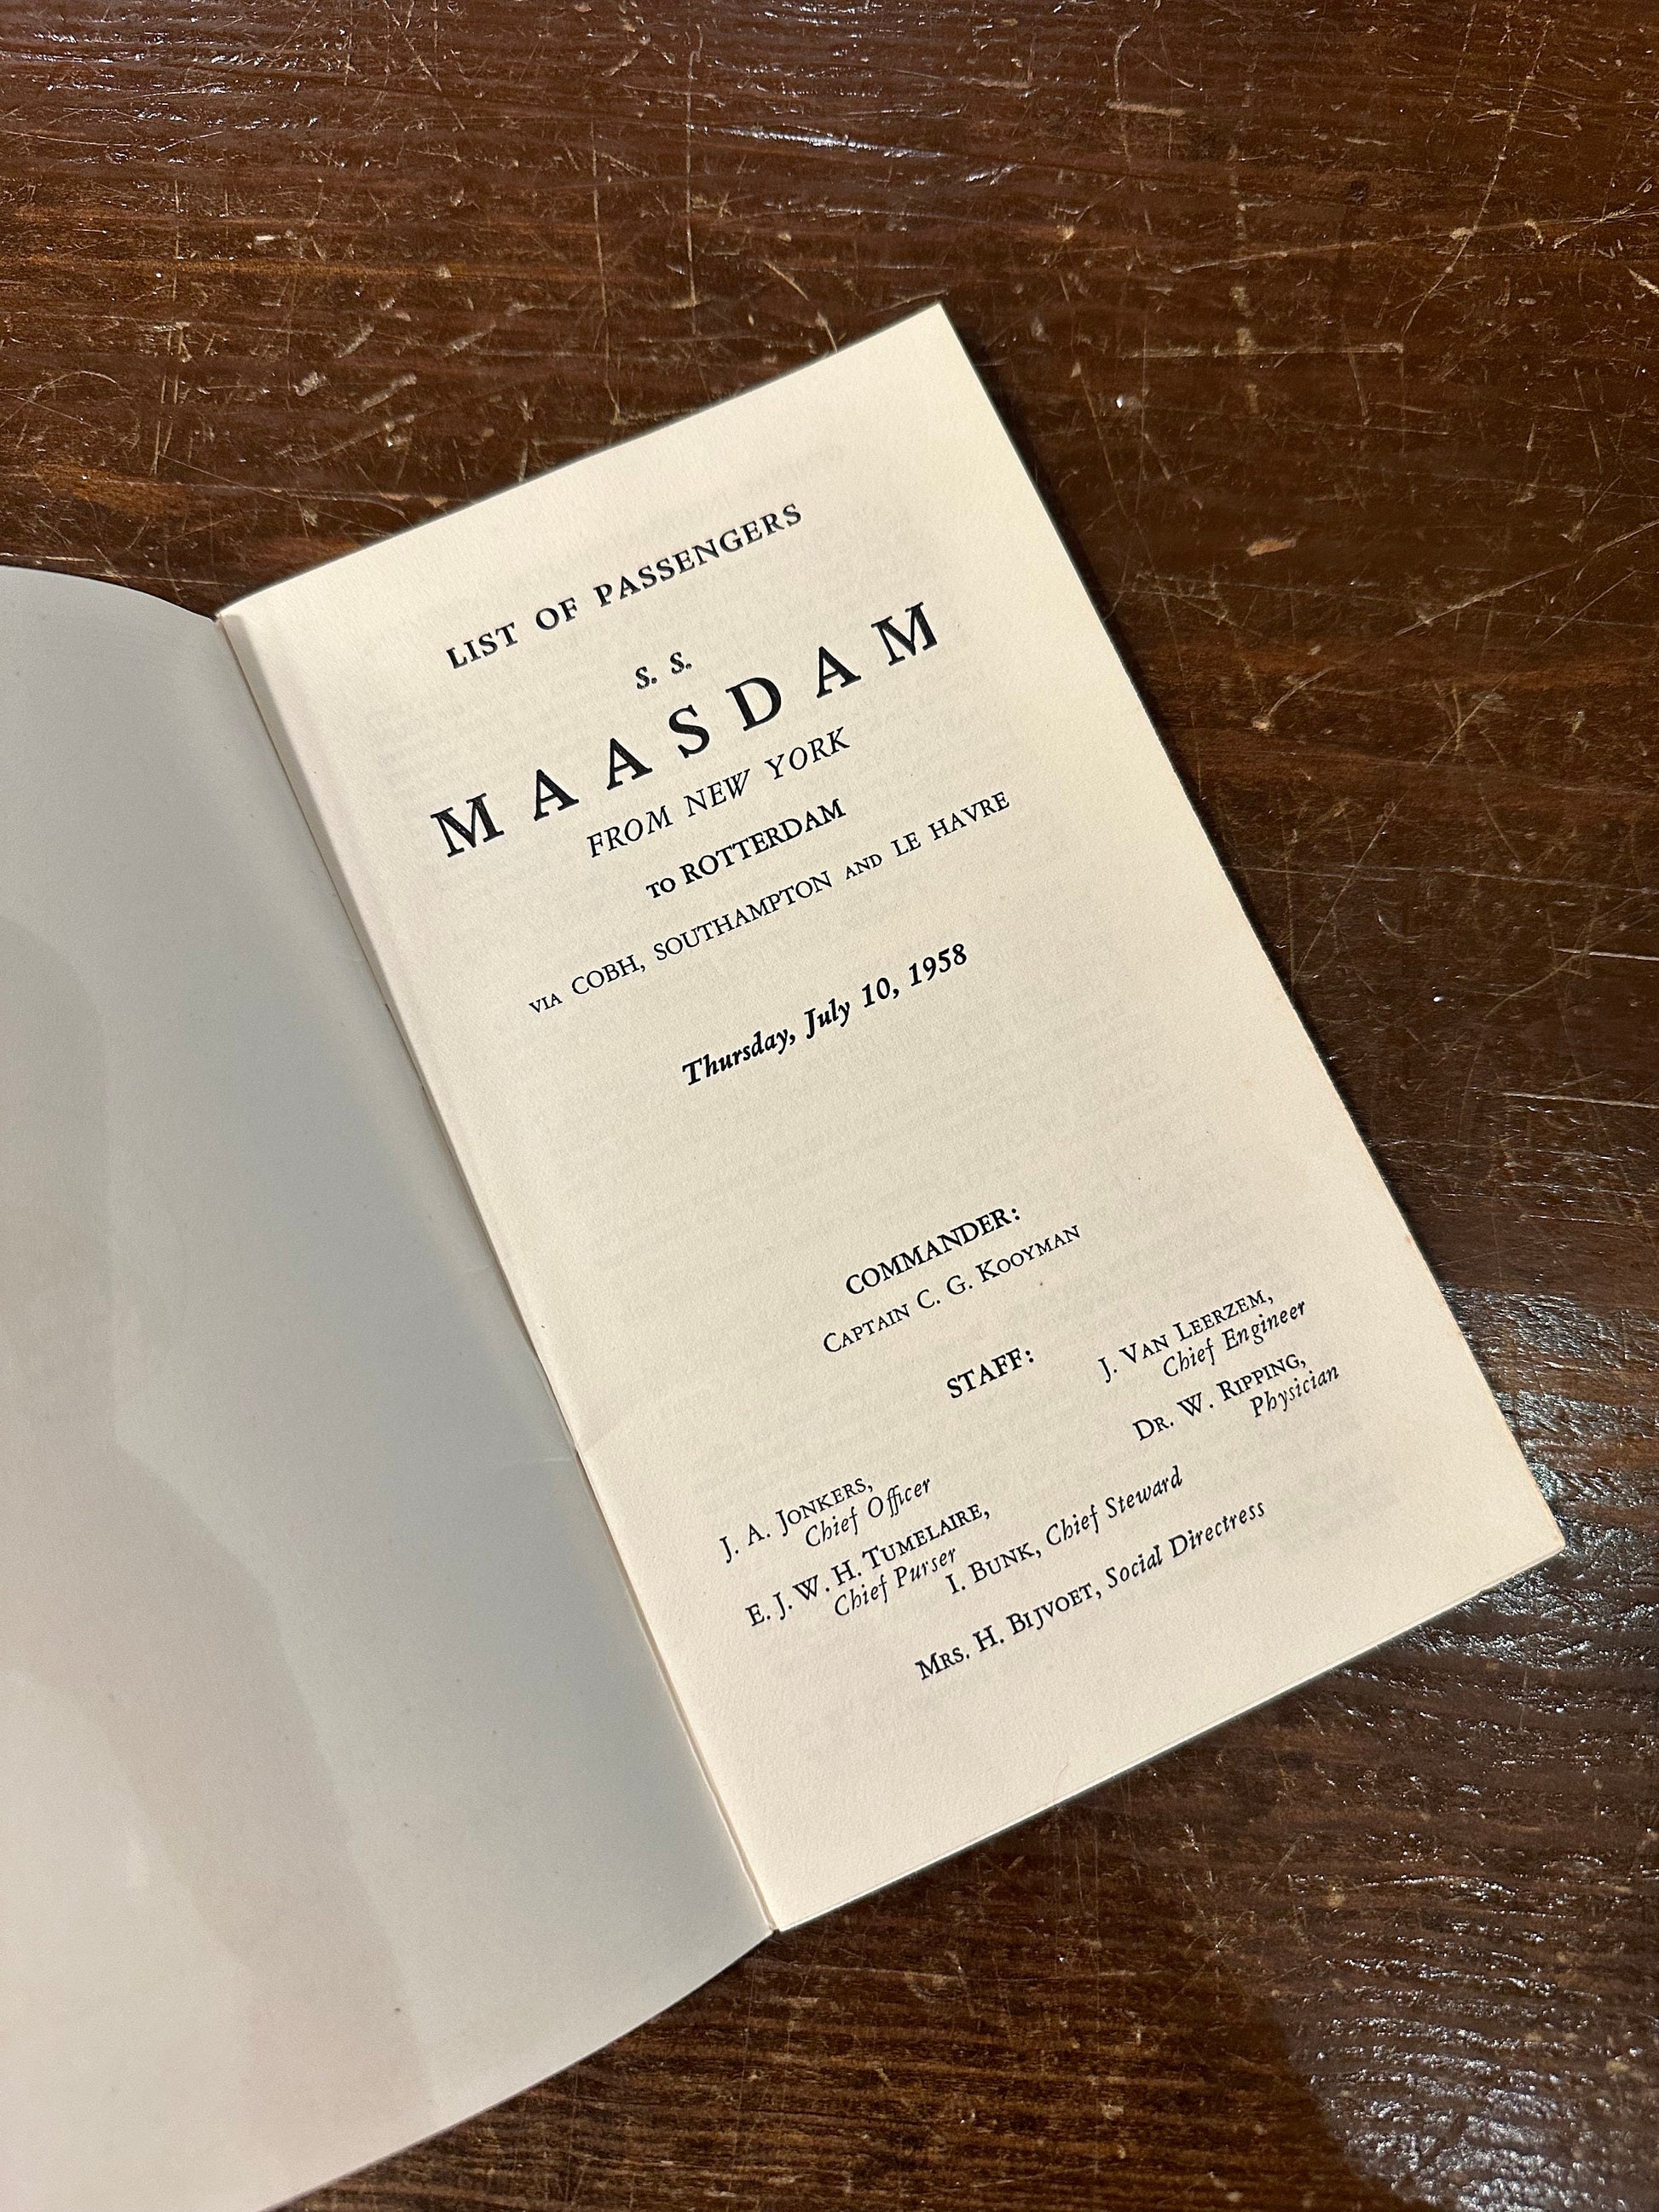 LIST OF PASSENGERS
S. S.
MAASDAM
FROM NEW YORK
TO ROTTERDAM
VIA COBH, SOUTHAMPTON AND LE HAVRE
Thursday, July 10, 1958
COMMANDER:
CAPTAIN C. G. KOOYMAN
STAFF:
J. A. JONKERS,
Chief Officer
J. VAN LEERZEM,
Chief Engineer
E. J. W. H. TUMELAIRE,
Chief Purser
DR. W. RIPPING,
Physician
I. BUNK, Chief Steward
MRS. H. BIJVOET, Social Directress